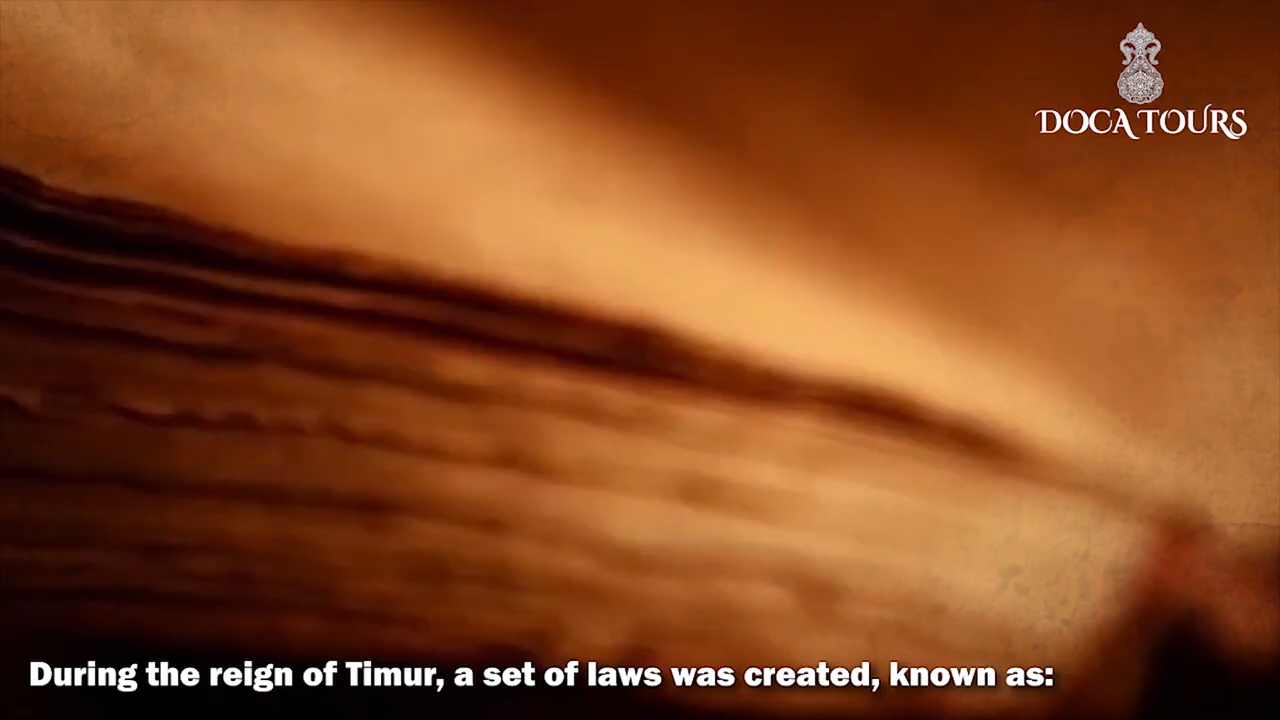 DOCA TOURS
During the reign of Timur, a set of laws was created, known as: